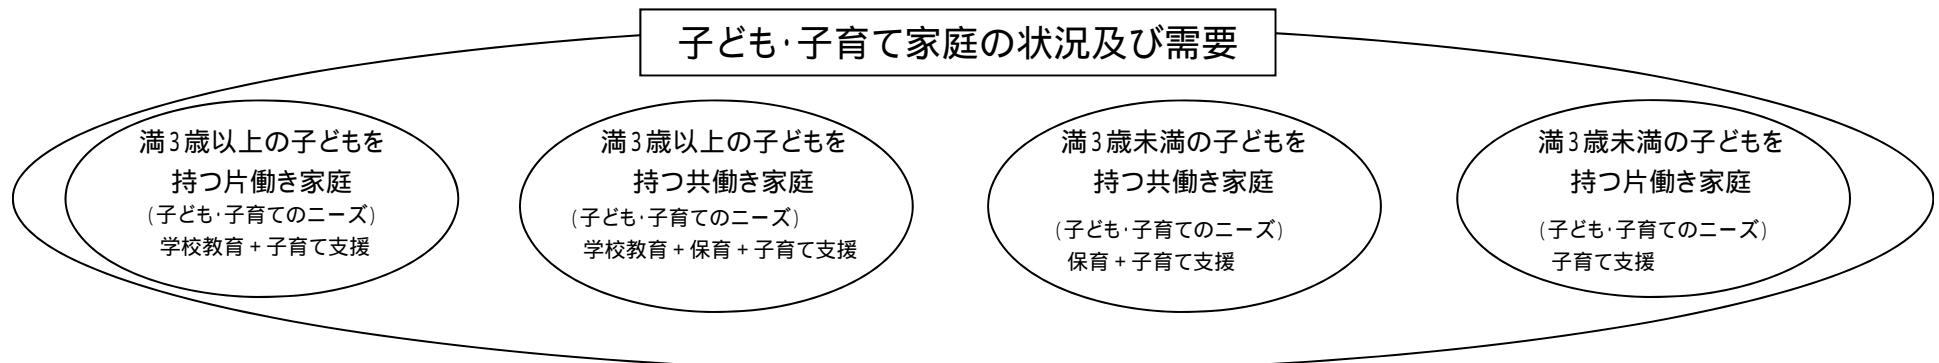 子ども・子育て家庭の状況及び需要
満3歳以上の子どもを
持つ片働き家庭
(子ども・子育てのニーズ)
学校教育+子育て支援
満3歳以上の子どもを
持つ共働き家庭
(子ども・子育てのニーズ)
学校教育+保育+子育て支援
満3歳未満の子どもを
持つ共働き家庭
(子ども・子育てのニーズ)
保育+子育て支援
満3歳未満の子どもを
持つ片働き家庭
(子ども・子育てのニーズ)
子育て支援